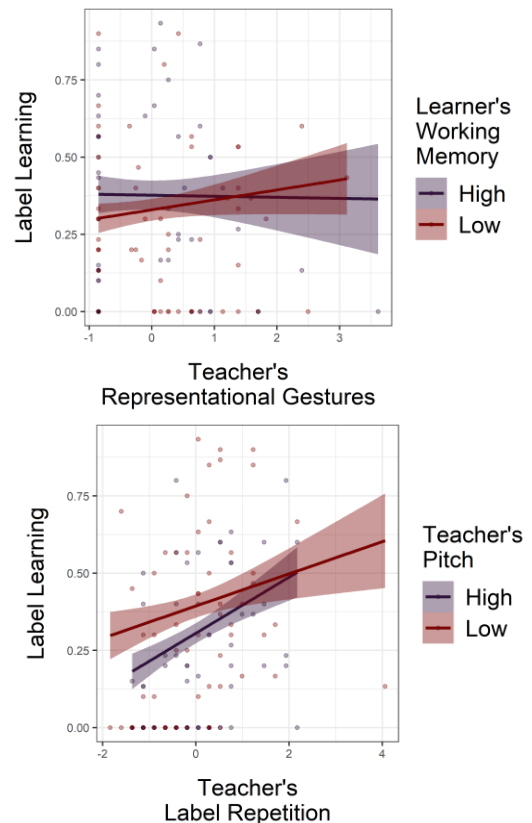 Label Learning
0.75
0.50
0.25
0.00
-1
0
1
2
3
Teacher's
Representational Gestures
Learner's
Working
Memory
High
Low
Label Learning
0.75
0.50
0.25
0.00
-2
0
2
4
Teacher's
Label Repetition
Teacher's
Pitch
High
Low